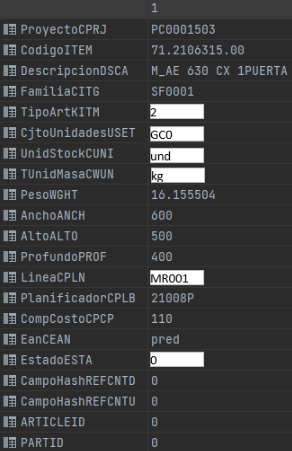 1
ProyectoCPRJ PC0001503
CodigoITEM 71.2106315.00
DescripcionDSCA M_AE 630 CX 1PUERTA
FamiliaCITG SF0001
TipoArtKITM 2
CjtoUnidadesUSET GC0
UnidStockCUNI und
TUnidMasaCWUN kg
PesoWGHT 16.155504
AnchoANCH 600
AltoALTO 500
ProfundoPROF 400
LineaCPLN MR001
PlanificadorCPLB 21008P
CompCostoCPCP 110
EanCEAN pred
EstadoESTA 0
CampoHashREFCNTD 0
CampoHashREFCNTU 0
ARTICLEID 0
PARTID 0